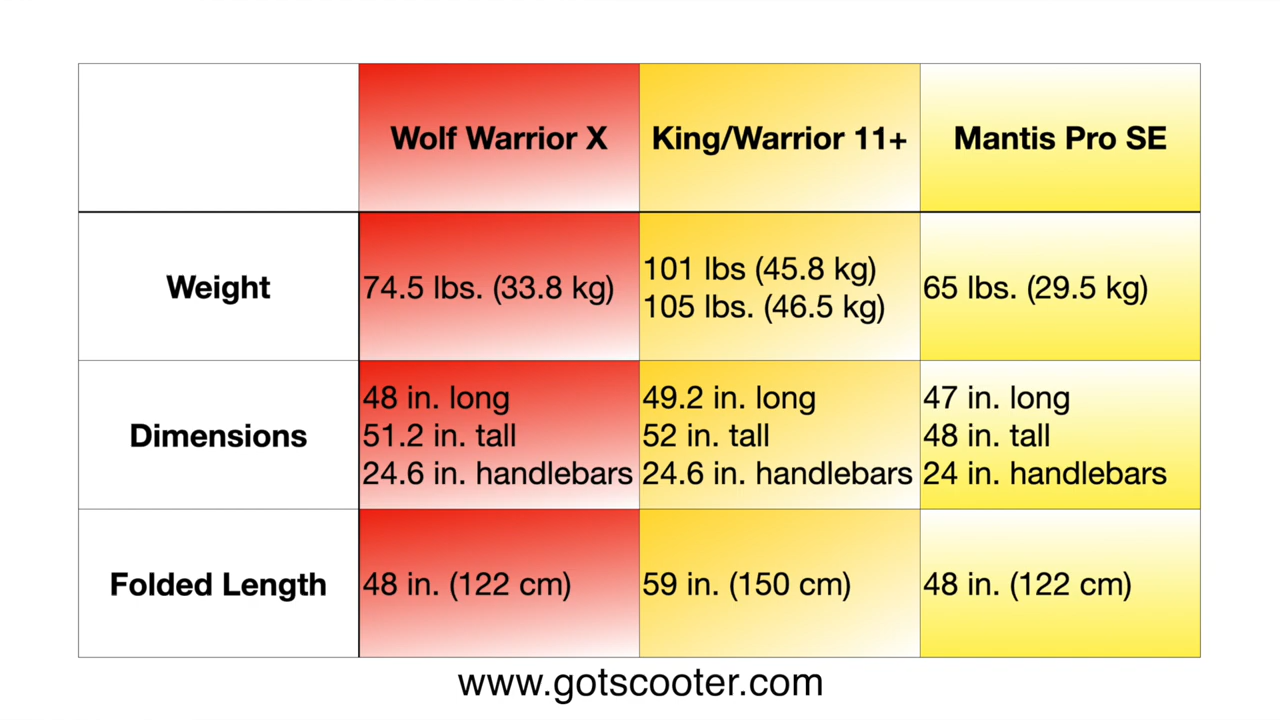 Wolf Warrior X
King/Warrior 11+
Mantis Pro SE
Weight
74.5 lbs. (33.8 kg)
101 lbs (45.8 kg)
105 lbs. (46.5 kg)
65 lbs. (29.5 kg)
Dimensions
48 in. long
51.2 in. tall
24.6 in. handlebars
49.2 in. long
52 in. tall
24.6 in. handlebars
47 in. long
48 in. tall
24 in. handlebars
Folded Length
48 in. (122 cm)
59 in. (150 cm)
48 in. (122 cm)
www.gotscooter.com